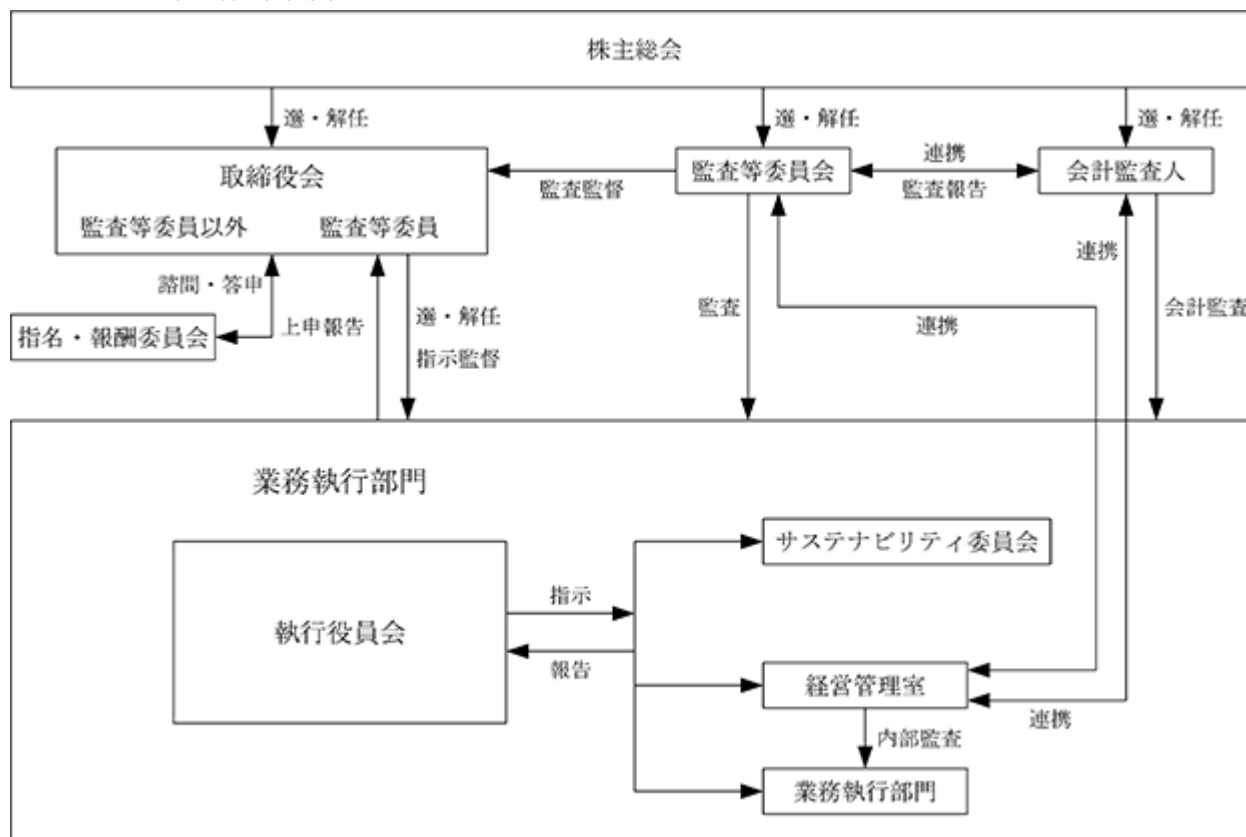 株主総会
選・解任
選・解任
選・解任
取締役会
監査等委員以外 監査等委員
監査監督
監査等委員会
連携
監査報告
会計監査人
諮問・答申
指名・報酬委員会
上申報告
選・解任
指示監督
監査
連携
連携
会計監査
業務執行部門
執行役員会
指示
報告
サステナビリティ委員会
経営管理室
連携
内部監査
業務執行部門